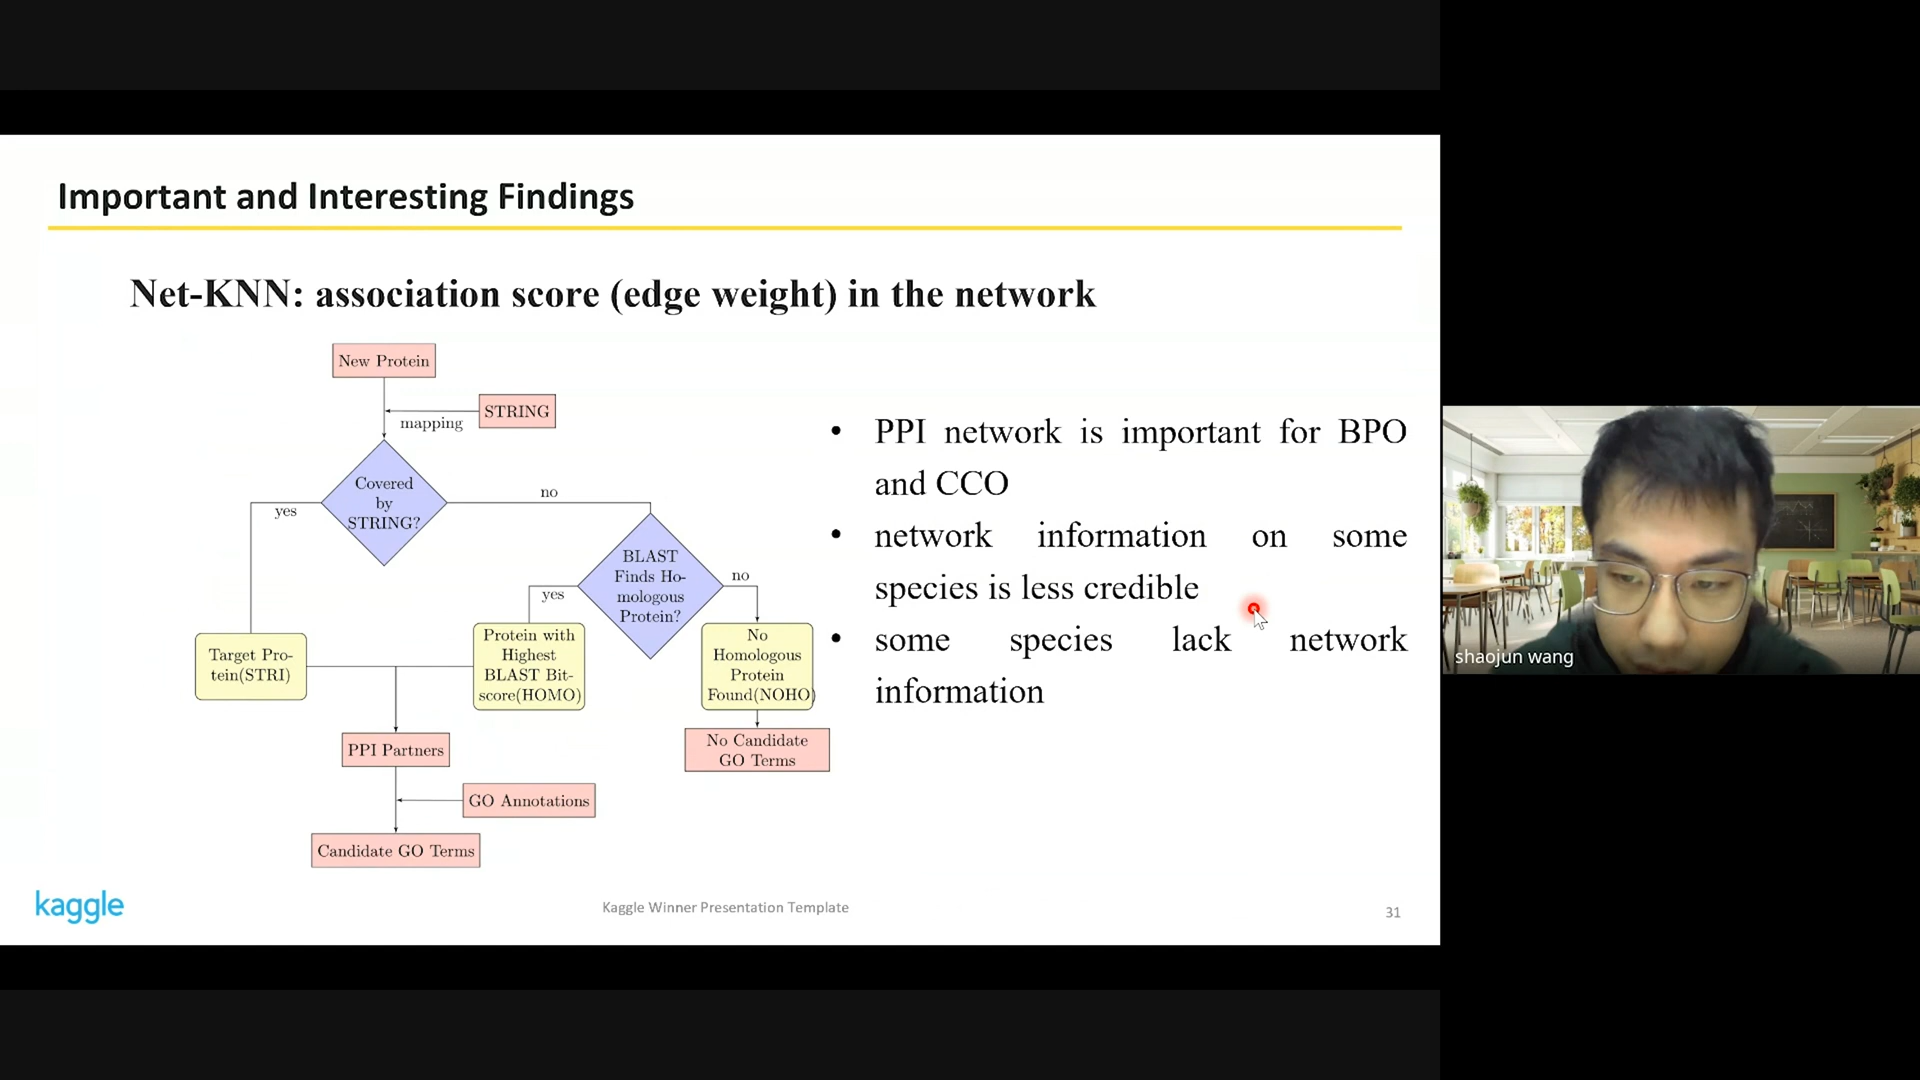 Important and Interesting Findings
Net-KNN: association score (edge weight) in the network
New Protein
STRING
mapping
Covered
by
STRING?
yes
no
BLAST
Finds Ho-
mologous
Protein?
yes
no
Target Pro-
tein(STRI)
Protein with
Highest
BLAST Bit-
score(HOMO)
No
Homologous
Protein
Found(NOHO)
PPI Partners
No Candidate
GO Terms
GO Annotations
Candidate GO Terms
• PPI network is important for BPO
and CCO
• network information on some
species is less credible
• some species lack network
information
shaojun wang
kaggle
Kaggle Winner Presentation Template
31